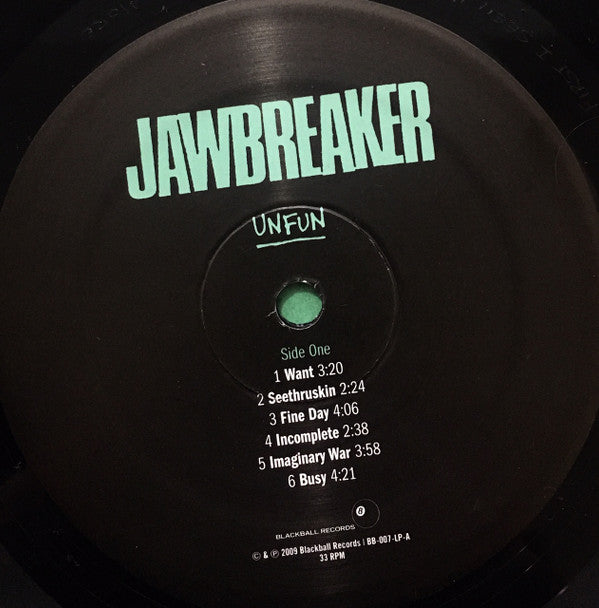 JAWBREAKER
UNFUN
Side One
1 Want 3:20
2 Seethruskin 2:24
3 Fine Day 4:06
4 Incomplete 2:38
5 Imaginary War 3:58
6 Busy 4:21
8
BLACKBALL RECORDS
© & ℗ 2009 Blackball Records | BB-007-LP-A
33 RPM